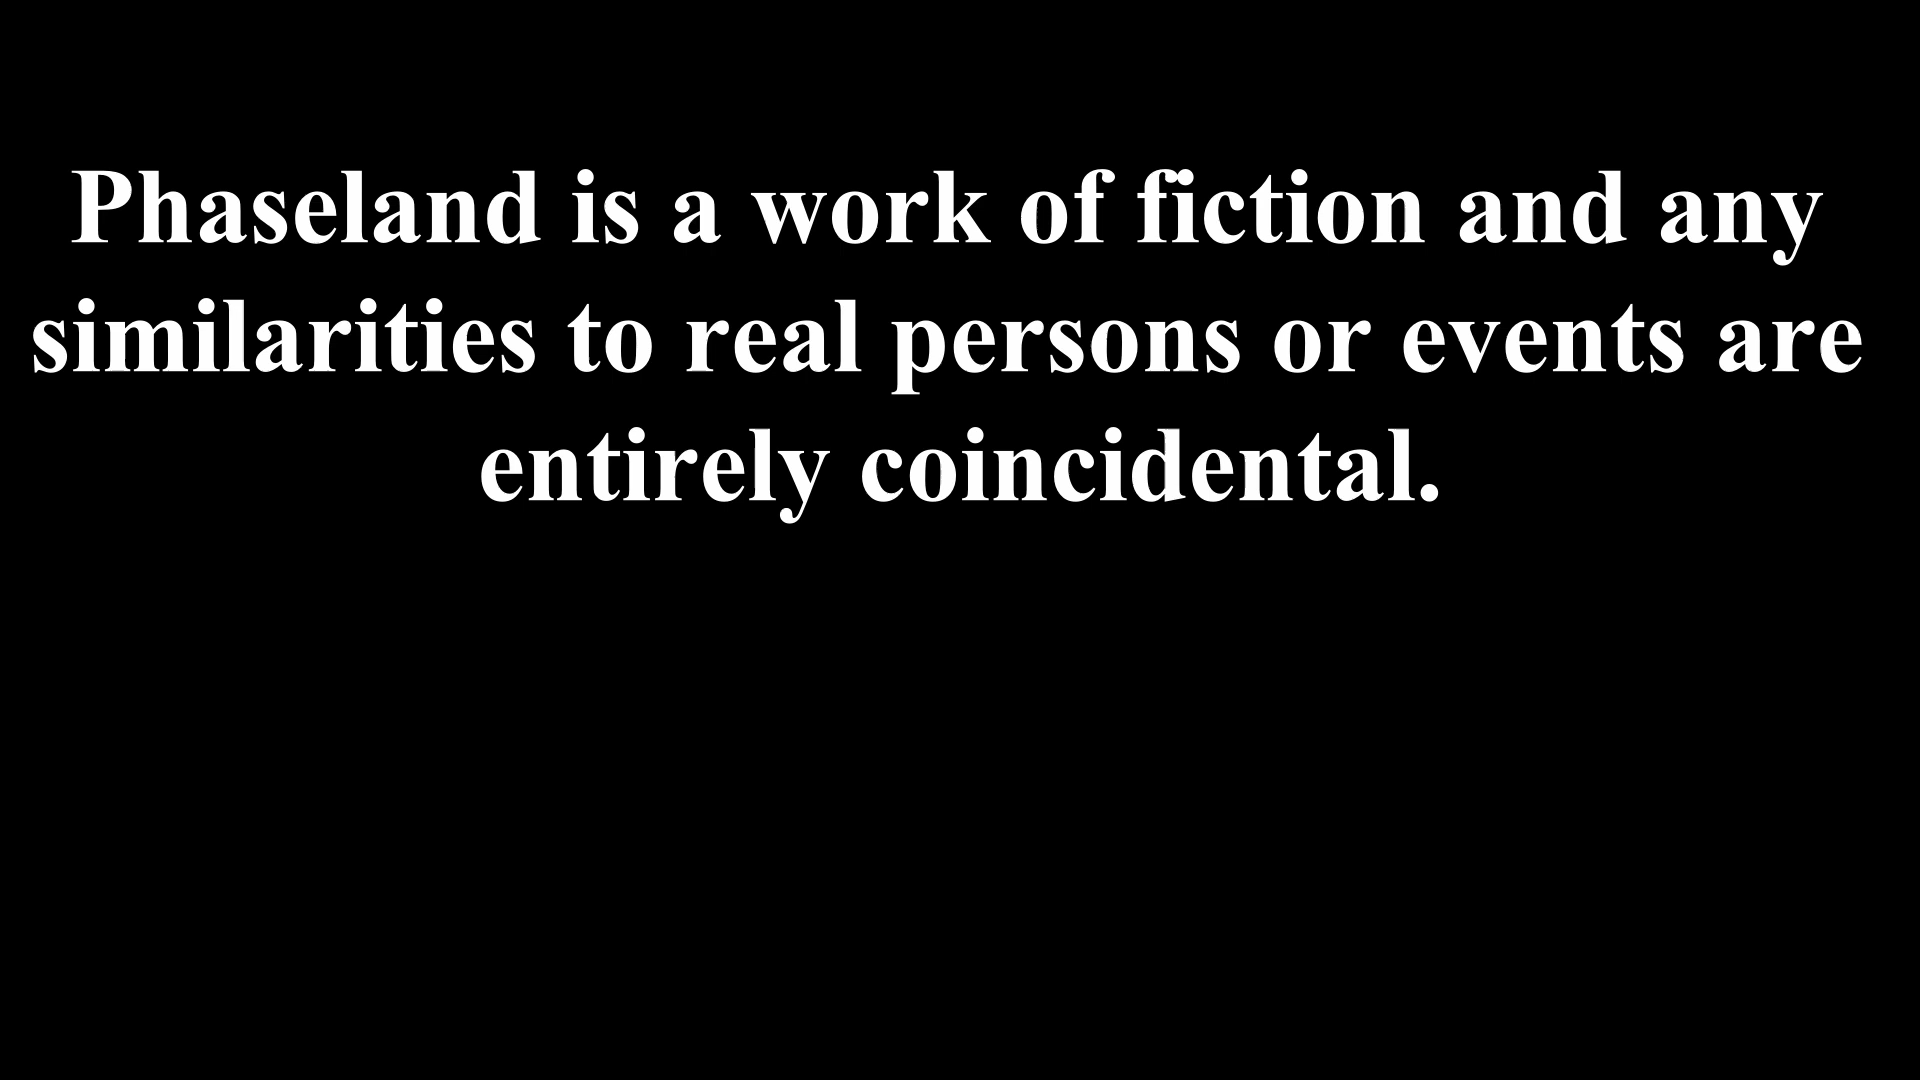 Phaseland is a work of fiction and any
similarities to real persons or events are
entirely coincidental.